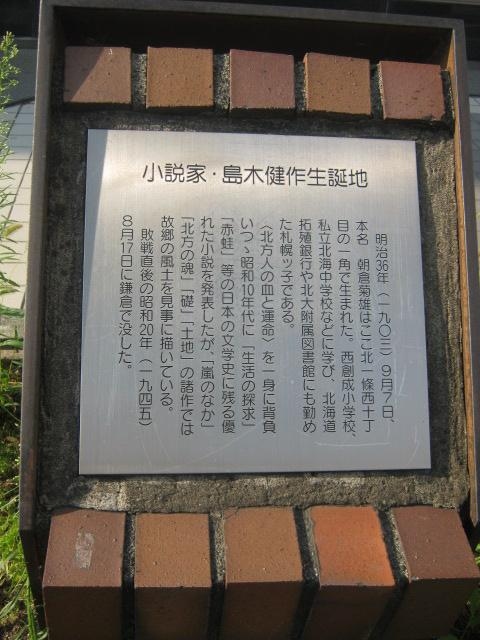 小説家・島木健作生誕地
明治36年（一九〇三）9月7日、
本名 朝倉菊雄はここ北一條西十丁
目の一角で生まれた。西創成小学校、
私立北海中学校などに学び、北海道
拓殖銀行や北大附属図書館にも勤め
た札幌ッ子である。
〈北方人の血と運命〉を一身に背負
いつゝ昭和10年代に「生活の探求」
「赤蛙」等の日本の文学史に残る優
れた小説を発表したが、「嵐のなか」
「北方の魂」「礎」「土地」の諸作では
故郷の風土を見事に描いている。
敗戦直後の昭和20年（一九四五）
8月17日に鎌倉で没した。